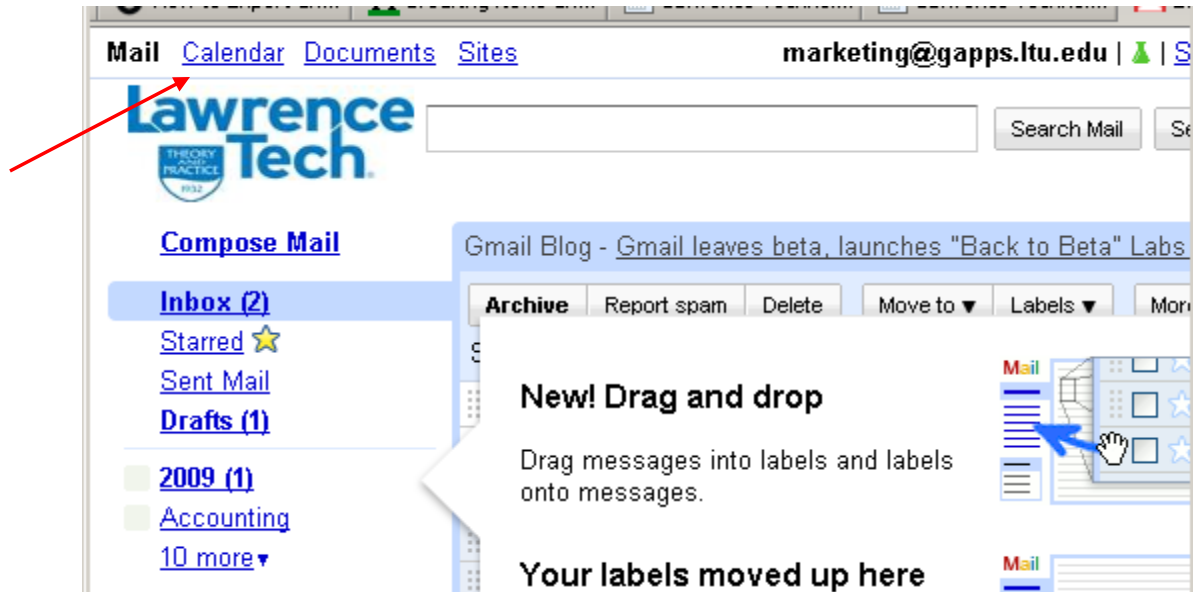 Mail Calendar Documents Sites marketing@gapps.ltu.edu | | S
Lawrence
Tech
THEORY
AND
PRACTICE
1932
Search Mail Se
Compose Mail
Gmail Blog - Gmail leaves beta, launches "Back to Beta" Labs
Inbox (2)
Archive Report spam Delete Move to ▼ Labels ▼ More
Starred
Sent Mail
Drafts (1)
2009 (1)
Accounting
10 more ▼
New! Drag and drop
Mail
Drag messages into labels and labels
onto messages.
Your labels moved up here
Mail